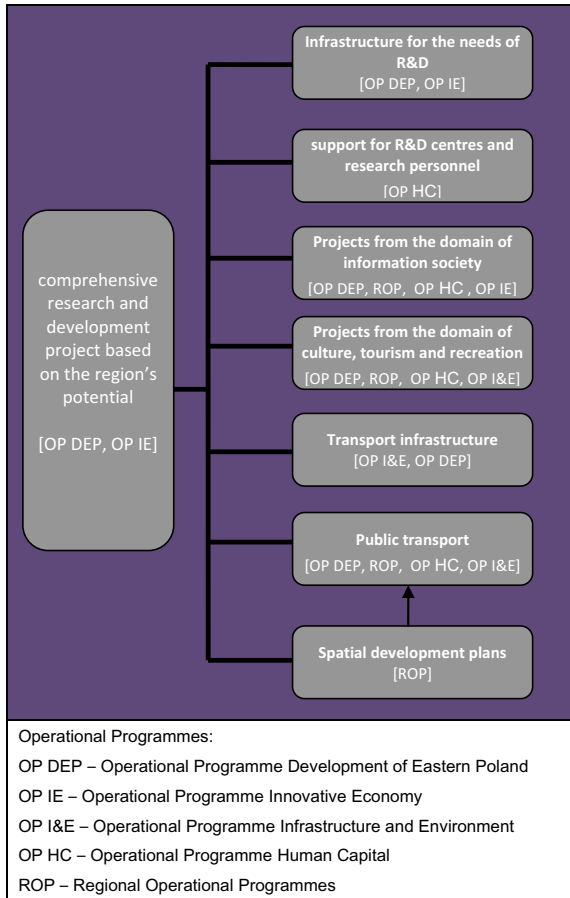 comprehensive
research and
development
project based
on the region's
potential
[OP DEP, OP IE]
Infrastructure for the needs of
R&D
[OP DEP, OP IE]
support for R&D centres and
research personnel
[OP HC]
Projects from the domain of
information society
[OP DEP, ROP, OP HC , OP IE]
Projects from the domain of
culture, tourism and recreation
[OP DEP, ROP, OP HC, OP I&E]
Transport infrastructure
[OP I&E, OP DEP]
Public transport
[OP DEP, ROP, OP HC, OP I&E]
Spatial development plans
[ROP]
Operational Programmes:
OP DEP – Operational Programme Development of Eastern Poland
OP IE – Operational Programme Innovative Economy
OP I&E – Operational Programme Infrastructure and Environment
OP HC – Operational Programme Human Capital
ROP – Regional Operational Programmes